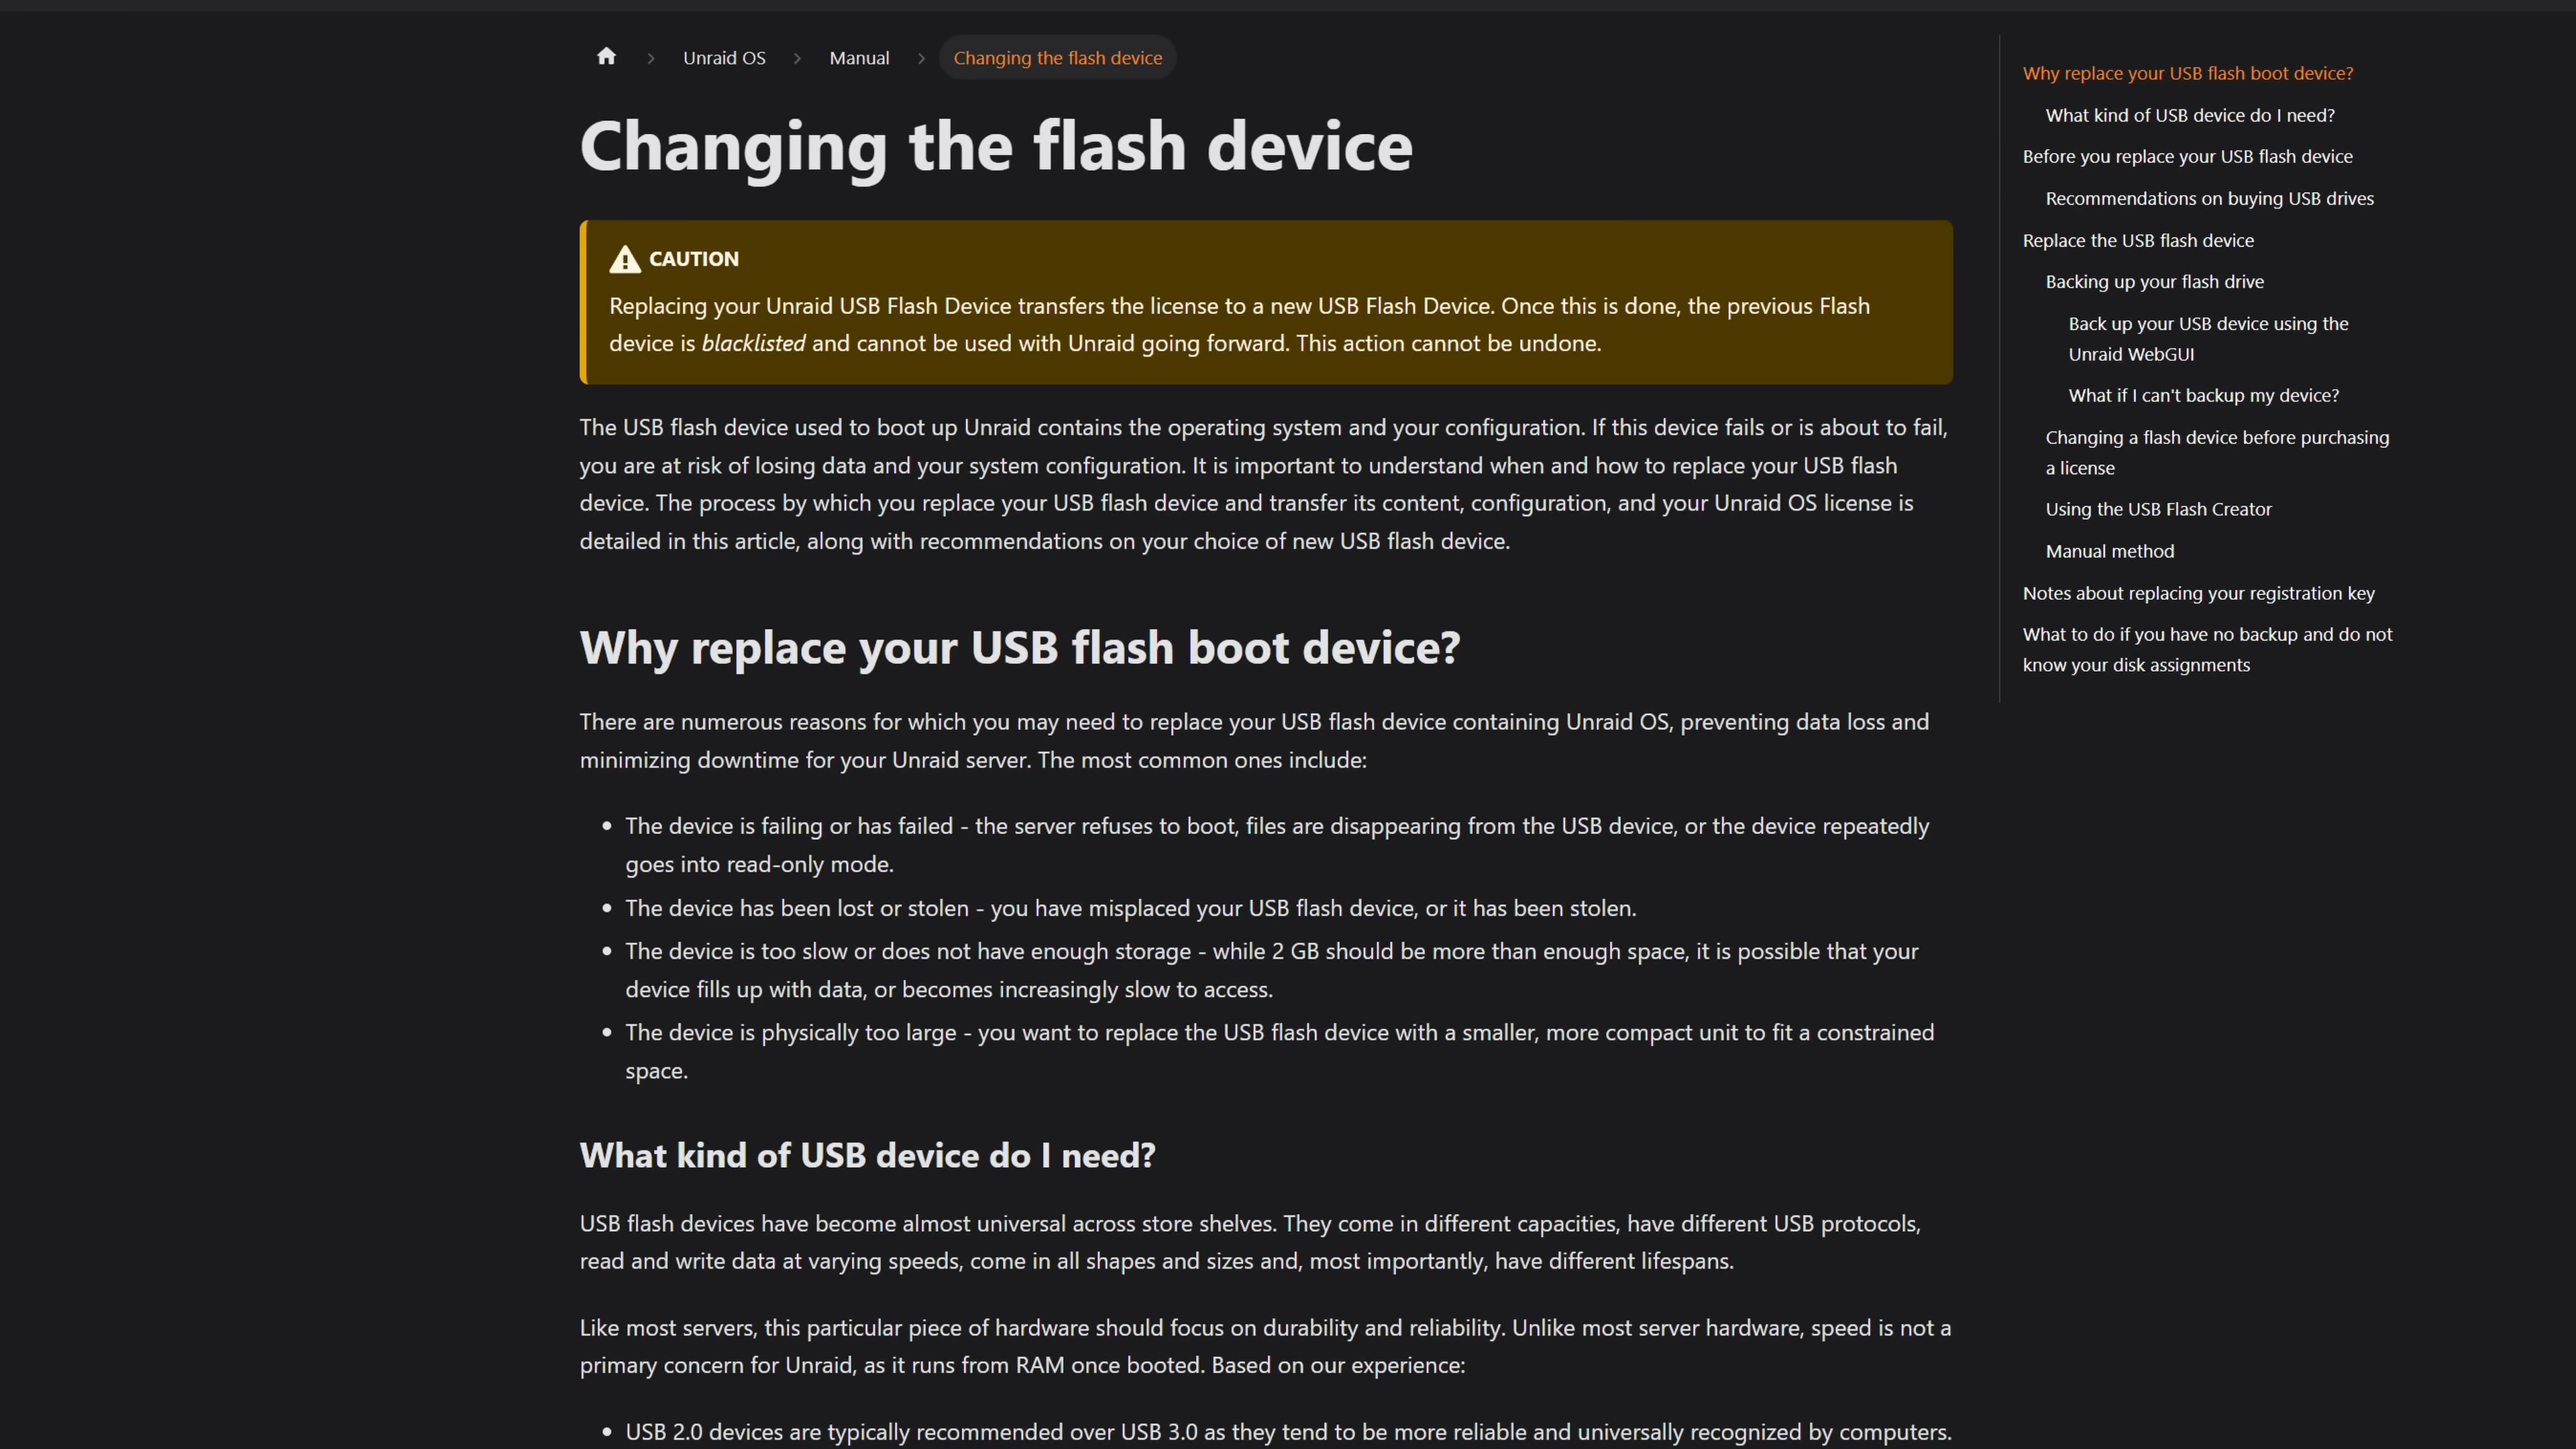 Unraid OS
Manual
Changing the flash device
Changing the flash device
CAUTION
Replacing your Unraid USB Flash Device transfers the license to a new USB Flash Device. Once this is done, the previous Flash
device is blacklisted and cannot be used with Unraid going forward. This action cannot be undone.
The USB flash device used to boot up Unraid contains the operating system and your configuration. If this device fails or is about to fail,
you are at risk of losing data and your system configuration. It is important to understand when and how to replace your USB flash
device. The process by which you replace your USB flash device and transfer its content, configuration, and your Unraid OS license is
detailed in this article, along with recommendations on your choice of new USB flash device.
Why replace your USB flash boot device?
There are numerous reasons for which you may need to replace your USB flash device containing Unraid OS, preventing data loss and
minimizing downtime for your Unraid server. The most common ones include:
The device is failing or has failed - the server refuses to boot, files are disappearing from the USB device, or the device repeatedly
goes into read-only mode.
The device has been lost or stolen - you have misplaced your USB flash device, or it has been stolen.
The device is too slow or does not have enough storage - while 2 GB should be more than enough space, it is possible that your
device fills up with data, or becomes increasingly slow to access.
The device is physically too large - you want to replace the USB flash device with a smaller, more compact unit to fit a constrained
space.
What kind of USB device do I need?
USB flash devices have become almost universal across store shelves. They come in different capacities, have different USB protocols,
read and write data at varying speeds, come in all shapes and sizes and, most importantly, have different lifespans.
Like most servers, this particular piece of hardware should focus on durability and reliability. Unlike most server hardware, speed is not a
primary concern for Unraid, as it runs from RAM once booted. Based on our experience:
USB 2.0 devices are typically recommended over USB 3.0 as they tend to be more reliable and universally recognized by computers.
Why replace your USB flash boot device?
What kind of USB device do I need?
Before you replace your USB flash device
Recommendations on buying USB drives
Replace the USB flash device
Backing up your flash drive
Back up your USB device using the
Unraid WebGUI
What if I can't backup my device?
Changing a flash device before purchasing
a license
Using the USB Flash Creator
Manual method
Notes about replacing your registration key
What to do if you have no backup and do not
know your disk assignments